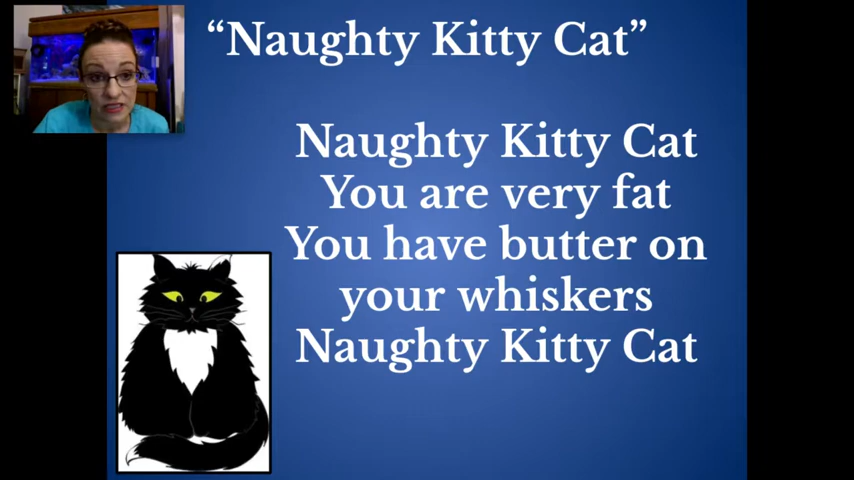 “Naughty Kitty Cat”
Naughty Kitty Cat
You are very fat
You have butter on
your whiskers
Naughty Kitty Cat